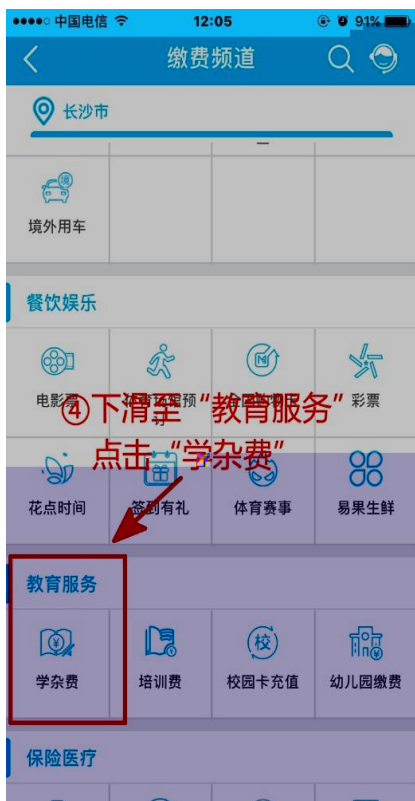 中国电信 12:05 91%
缴费频道
长沙市
境外用车
餐饮娱乐
电影票 彩票
④下滑至“教育服务”
点击“学杂费”
花点时间 签到有礼 体育赛事 易果生鲜
教育服务
学杂费 培训费 校园卡充值 幼儿园缴费
保险医疗